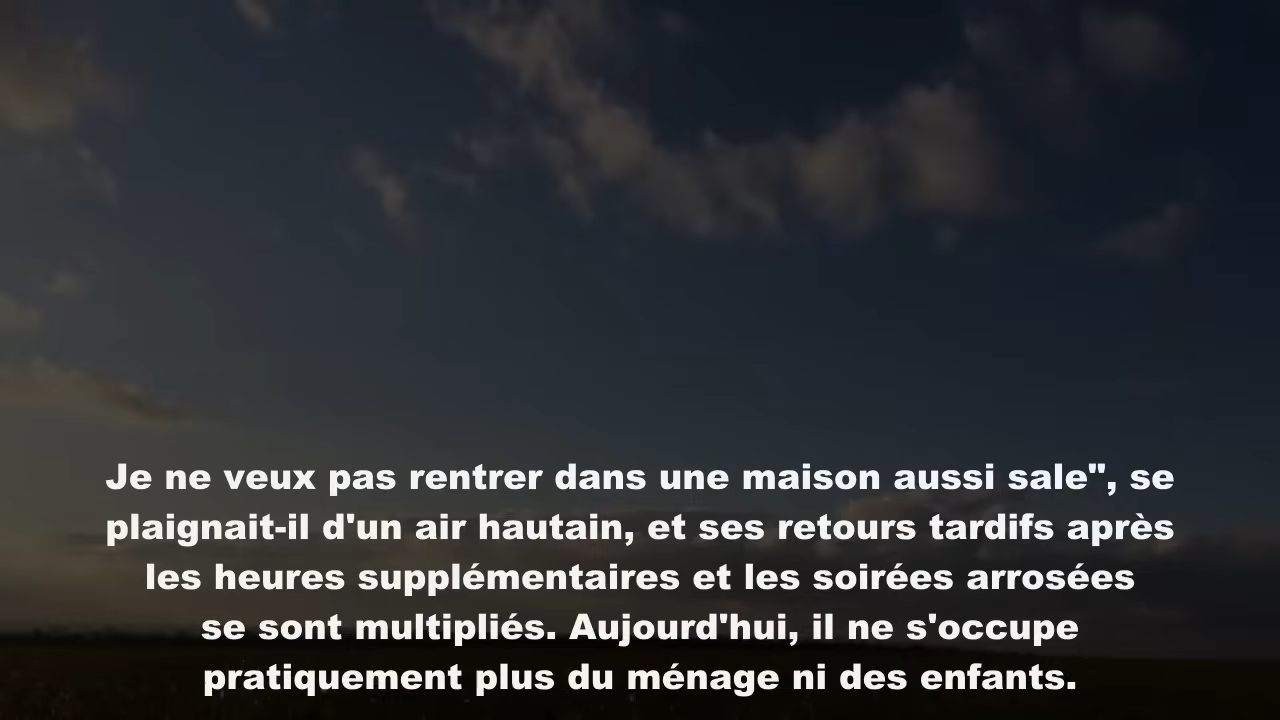 Je ne veux pas rentrer dans une maison aussi sale", se
plaignait-il d'un air hautain, et ses retours tardifs après
les heures supplémentaires et les soirées arrosées
se sont multipliés. Aujourd'hui, il ne s'occupe
pratiquement plus du ménage ni des enfants.